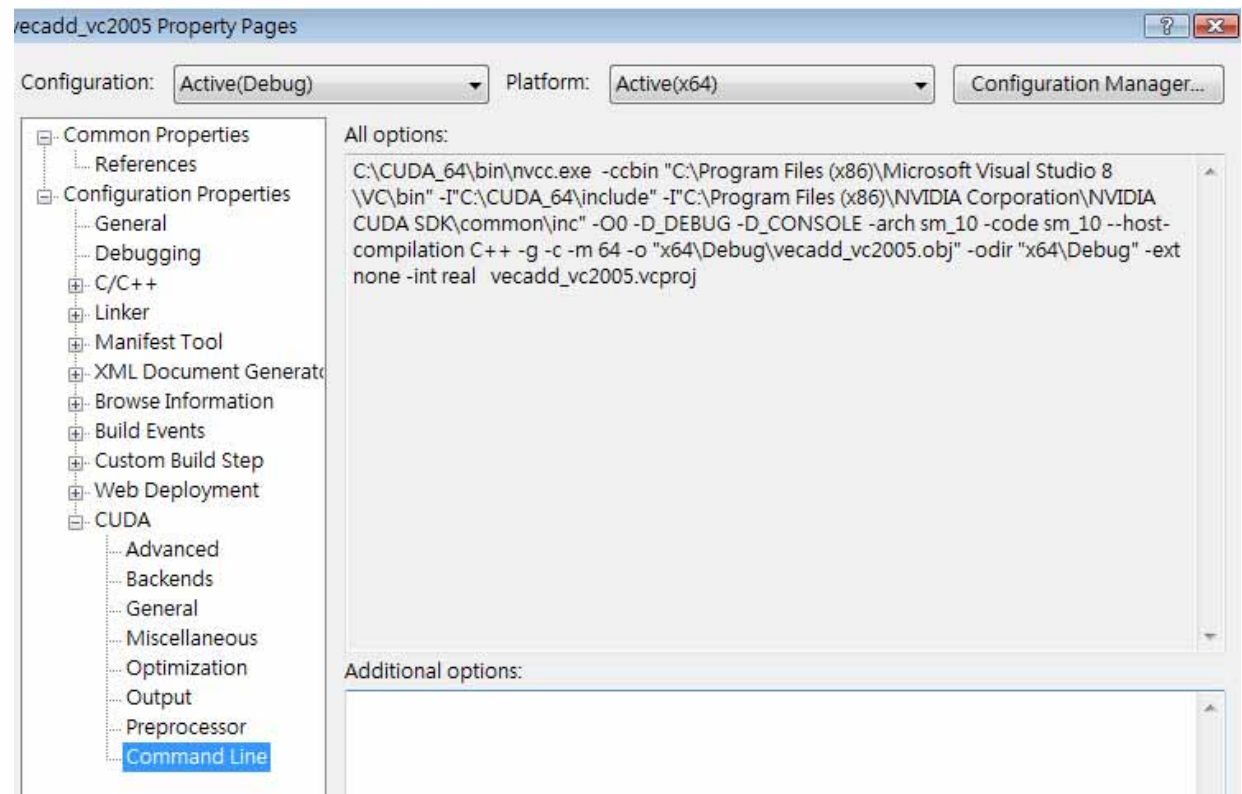 vecadd_vc2005 Property Pages
Configuration: Active(Debug) Platform: Active(x64) Configuration Manager...
Common Properties
References
Configuration Properties
General
Debugging
C/C++
Linker
Manifest Tool
XML Document Generato
Browse Information
Build Events
Custom Build Step
Web Deployment
CUDA
Advanced
Backends
General
Miscellaneous
Optimization
Output
Preprocessor
Command Line
All options:
C:\CUDA_64\bin\nvcc.exe -ccbin "C:\Program Files (x86)\Microsoft Visual Studio 8
\VC\bin" -I"C:\CUDA_64\include" -I"C:\Program Files (x86)\NVIDIA Corporation\NVIDIA
CUDA SDK\common\inc" -O0 -D_DEBUG -D_CONSOLE -arch sm_10 -code sm_10 --host-
compilation C++ -g -c -m 64 -o "x64\Debug\vecadd_vc2005.obj" -odir "x64\Debug" -ext
none -int real vecadd_vc2005.vcproj
Additional options: